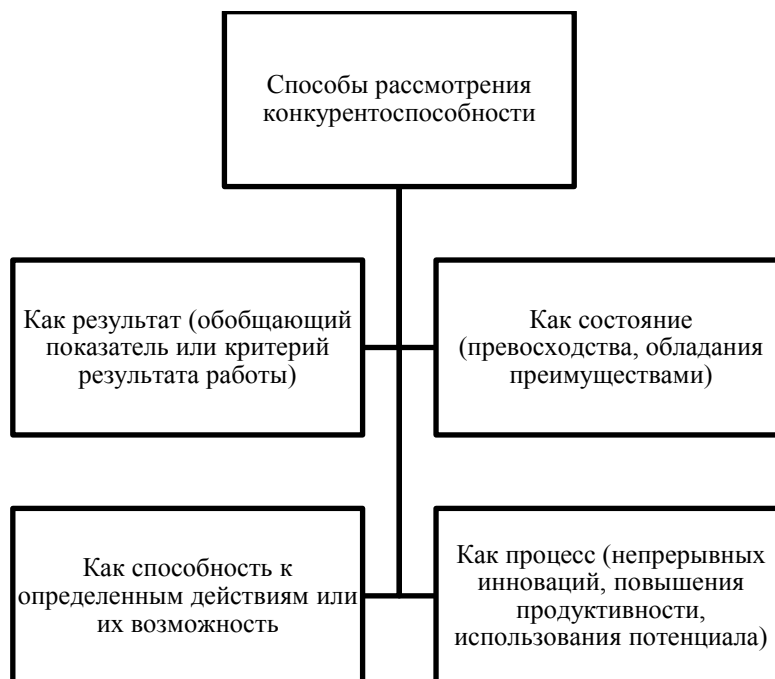 Способы рассмотрения
конкурентоспособности
Как результат (обобщающий
показатель или критерий
результата работы)
Как состояние
(превосходства, обладания
преимуществами)
Как способность к
определенным действиям или
их возможность
Как процесс (непрерывных
инноваций, повышения
продуктивности,
использования потенциала)